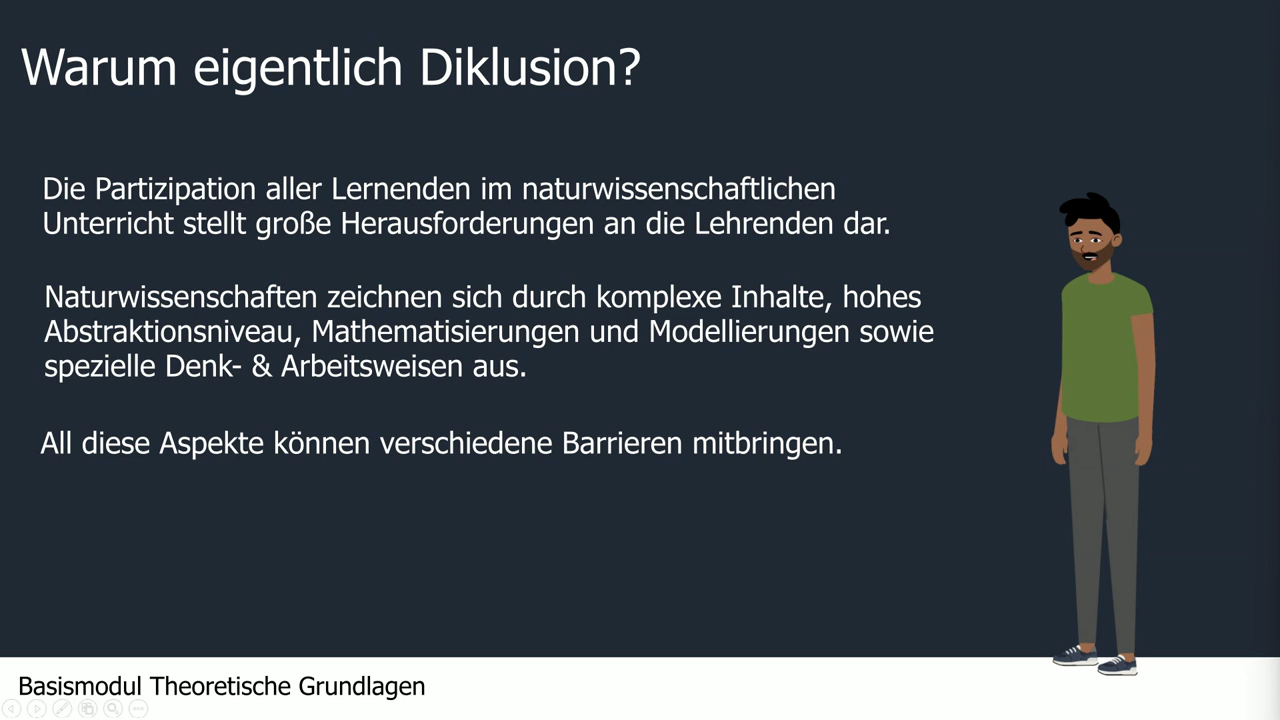 Warum eigentlich Diklusion?
Die Partizipation aller Lernenden im naturwissenschaftlichen
Unterricht stellt große Herausforderungen an die Lehrenden dar.
Naturwissenschaften zeichnen sich durch komplexe Inhalte, hohes
Abstraktionsniveau, Mathematisierungen und Modellierungen sowie
spezielle Denk- & Arbeitsweisen aus.
All diese Aspekte können verschiedene Barrieren mitbringen.
Basismodul Theoretische Grundlagen